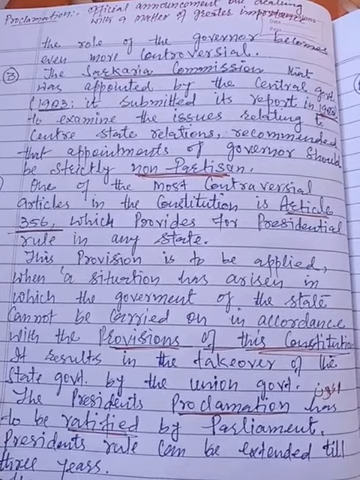 Proclamation:- official announcement one dealing
with a matter of greater importance
the role of the governor becomes
even more controversial.
③ The Sarkaria Commission that
was appointed by the central govt
(1983; it submitted its report in 1988)
to examine the issues relating to
Centre state relations, recommended
that appointments of governor should
be strictly non-Partisan.
One of the most Contraversial
articles in the Constitution is Article
356, which Provides for Presidential
rule in any state.
This Provision is to be applied,
when 'a situation has arisen in
which the goverment of the state
cannot be carried on in accordance
with the Provisions of this Constitution
It results in the takeover of the
State govt. by the union govt.
The Presidents Proclamation has
to be ratified by Parliament.
Presidents rule can be extended till
three years.